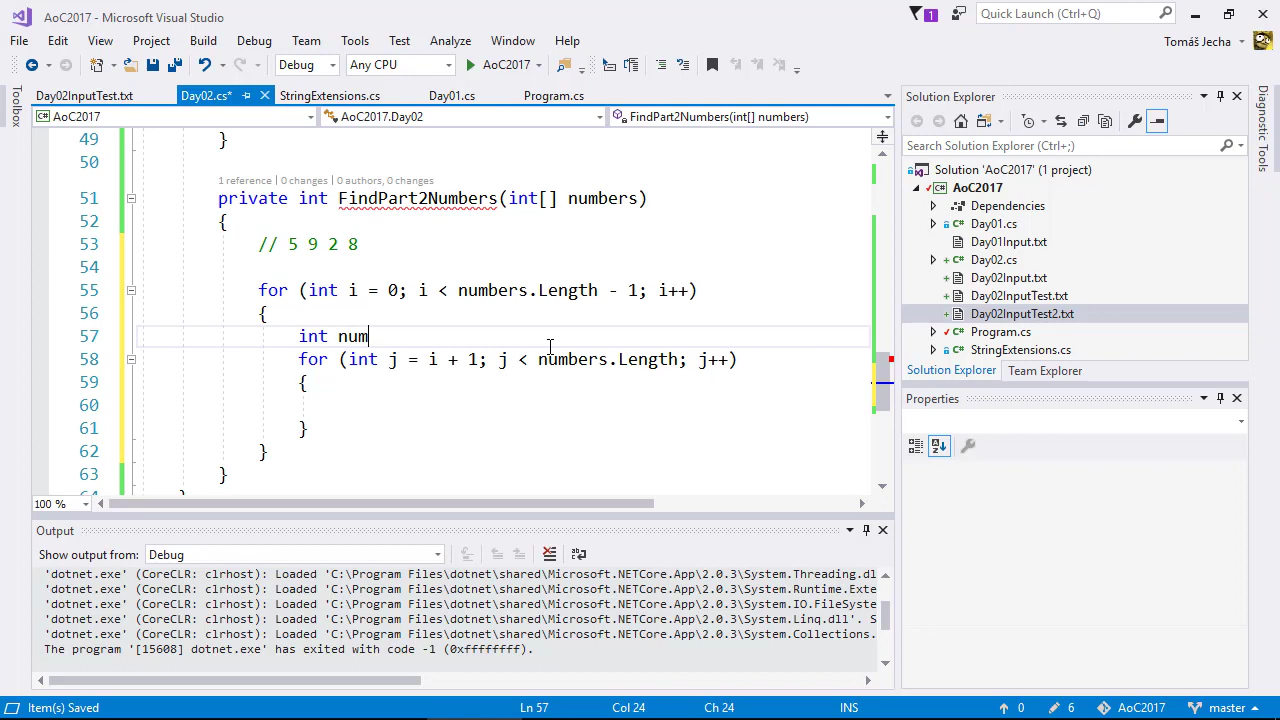 AoC2017 - Microsoft Visual Studio
1
Quick Launch (Ctrl+Q)
File Edit View Project Build Debug Team Tools Test Analyze Window Help
Tomáš Jecha
Debug Any CPU AoC2017
Toolbox
Day02InputTest.txt Day02.cs* StringExtensions.cs Day01.cs Program.cs
AoC2017 AoC2017.Day02 FindPart2Numbers(int[] numbers)
49 }
50
1 reference | 0 changes | 0 authors, 0 changes
51 private int FindPart2Numbers(int[] numbers)
52 {
53 // 5 9 2 8
54
55 for (int i = 0; i < numbers.Length - 1; i++)
56 {
57 int num
58 for (int j = i + 1; j < numbers.Length; j++)
59 {
60
61 }
62 }
63 }
100 %
Output
Show output from: Debug
'dotnet.exe' (CoreCLR: clrhost): Loaded 'C:\Program Files\dotnet\shared\Microsoft.NETCore.App\2.0.3\System.Threading.dl
'dotnet.exe' (CoreCLR: clrhost): Loaded 'C:\Program Files\dotnet\shared\Microsoft.NETCore.App\2.0.3\System.Runtime.Exte
'dotnet.exe' (CoreCLR: clrhost): Loaded 'C:\Program Files\dotnet\shared\Microsoft.NETCore.App\2.0.3\System.IO.FileSyste
'dotnet.exe' (CoreCLR: clrhost): Loaded 'C:\Program Files\dotnet\shared\Microsoft.NETCore.App\2.0.3\System.Linq.dll'. S
'dotnet.exe' (CoreCLR: clrhost): Loaded 'C:\Program Files\dotnet\shared\Microsoft.NETCore.App\2.0.3\System.Collections.
The program '[15608] dotnet.exe' has exited with code -1 (0xffffffff).
Solution Explorer
Search Solution Explorer (Ctrl+;)
Solution 'AoC2017' (1 project)
AoC2017
Dependencies
Day01.cs
Day01Input.txt
Day02.cs
Day02Input.txt
Day02InputTest.txt
Day02InputTest2.txt
Program.cs
StringExtensions.cs
Solution Explorer Team Explorer
Properties
Diagnostic Tools
Item(s) Saved Ln 57 Col 24 Ch 24 INS 0 6 AoC2017 master